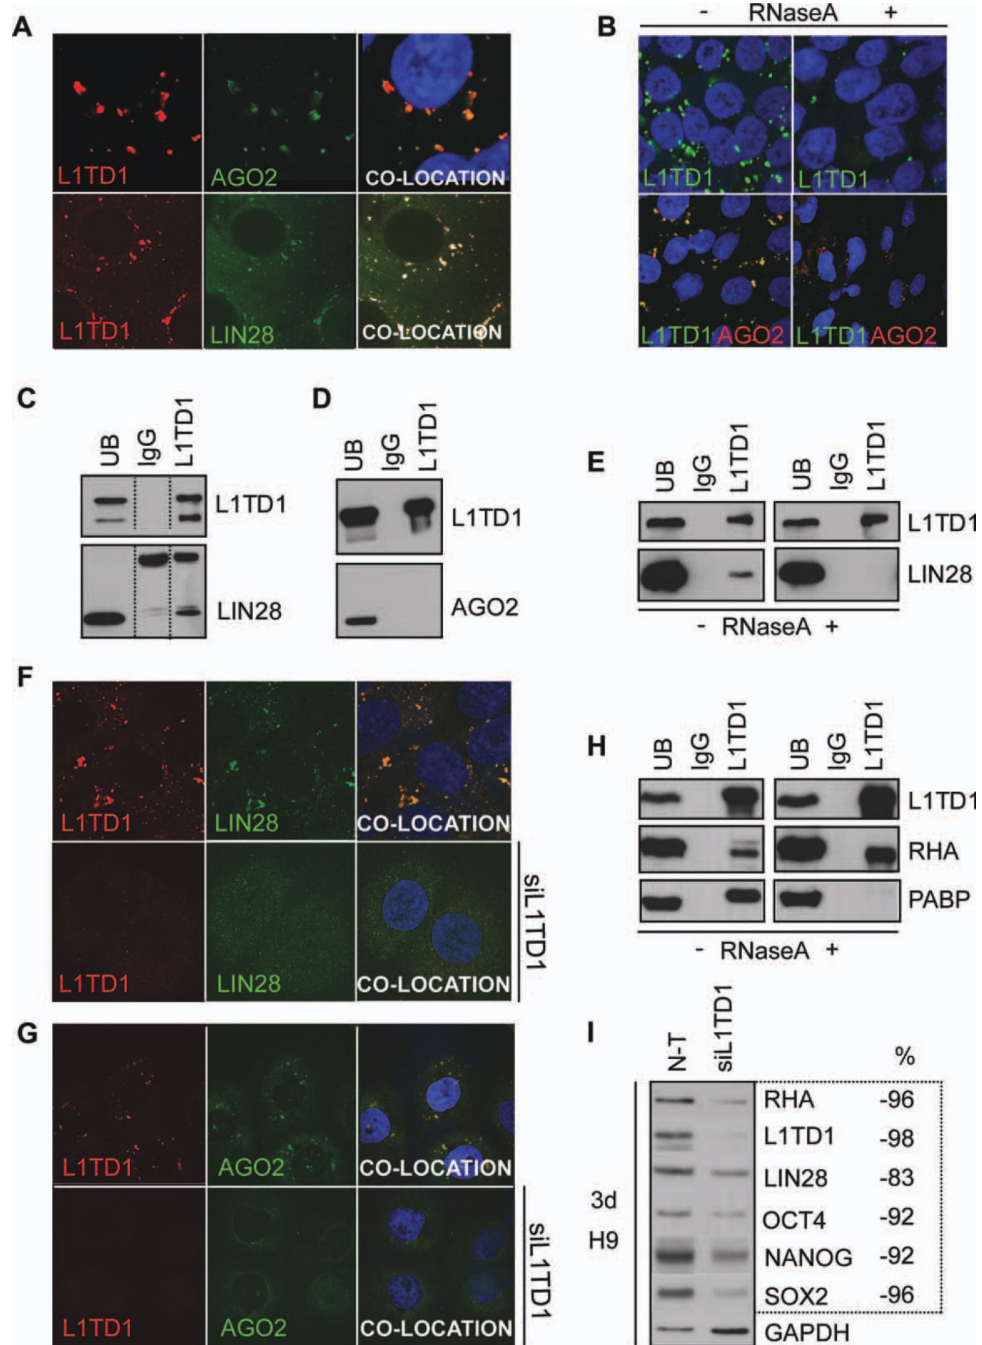 A
L1TD1 AGO2 CO-LOCATION
L1TD1 LIN28 CO-LOCATION
B
- RNaseA +
L1TD1 L1TD1
L1TD1 AGO2 L1TD1 AGO2
C
UB IgG L1TD1
L1TD1
LIN28
D
UB IgG L1TD1
L1TD1
AGO2
E
UB IgG L1TD1 UB IgG L1TD1
L1TD1
LIN28
- RNaseA +
F
L1TD1 LIN28 CO-LOCATION
L1TD1 LIN28 CO-LOCATION
siL1TD1
G
L1TD1 AGO2 CO-LOCATION
L1TD1 AGO2 CO-LOCATION
siL1TD1
H
UB IgG L1TD1 UB IgG L1TD1
L1TD1
RHA
PABP
- RNaseA +
I
N-T siL1TD1 %
3d
H9
RHA -96
L1TD1 -98
LIN28 -83
OCT4 -92
NANOG -92
SOX2 -96
GAPDH